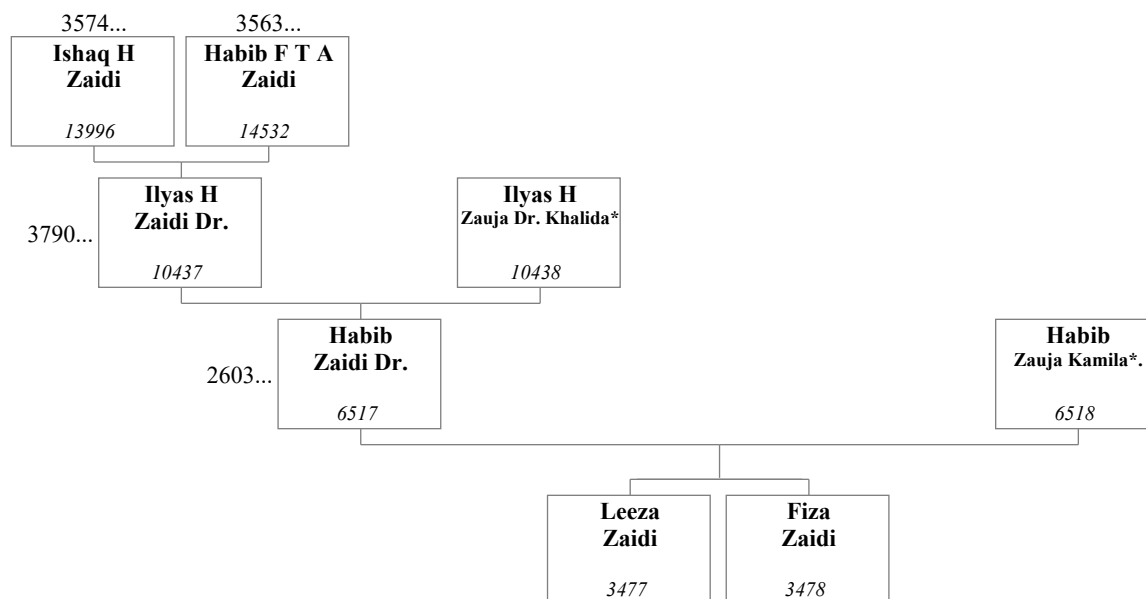 3574...
3563...
Ishaq H
Zaidi
13996
Habib F T A
Zaidi
14532
3790...
Ilyas H
Zaidi Dr.
10437
Ilyas H
Zauja Dr. Khalida*
10438
2603...
Habib
Zaidi Dr.
6517
Habib
Zauja Kamila*.
6518
Leeza
Zaidi
3477
Fiza
Zaidi
3478